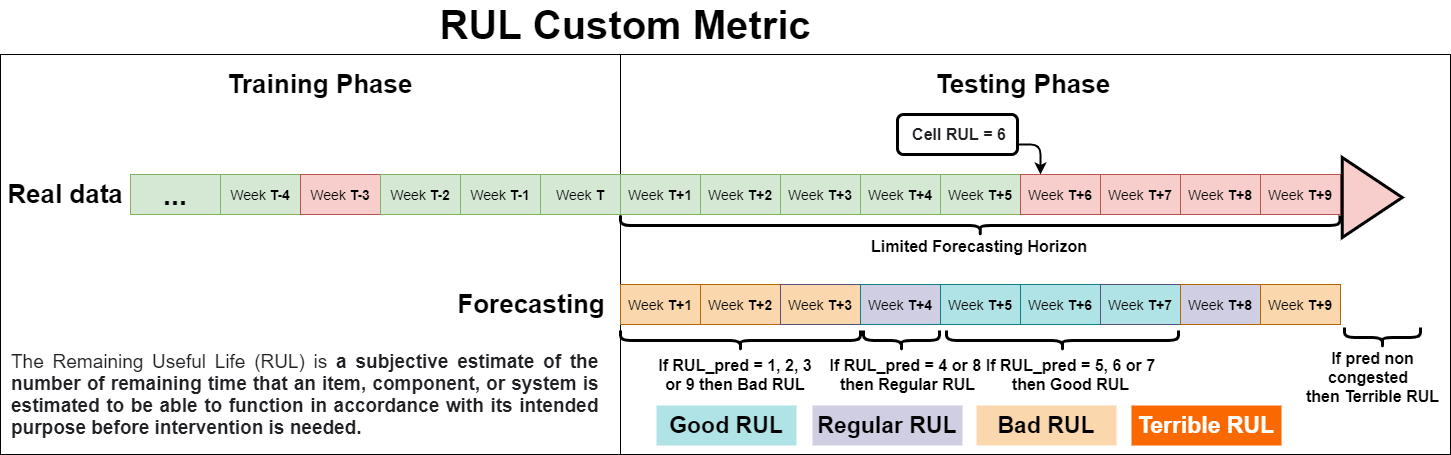 RUL Custom Metric
Training Phase
Testing Phase
Cell RUL = 6
Real data
... Week T-4 Week T-3 Week T-2 Week T-1 Week T Week T+1 Week T+2 Week T+3 Week T+4 Week T+5 Week T+6 Week T+7 Week T+8 Week T+9
Limited Forecasting Horizon
Forecasting
Week T+1 Week T+2 Week T+3 Week T+4 Week T+5 Week T+6 Week T+7 Week T+8 Week T+9
The Remaining Useful Life (RUL) is a subjective estimate of the
number of remaining time that an item, component, or system is
estimated to be able to function in accordance with its intended
purpose before intervention is needed.
If RUL_pred = 1, 2, 3
or 9 then Bad RUL
If RUL_pred = 4 or 8
then Regular RUL
If RUL_pred = 5, 6 or 7
then Good RUL
If pred non
congested
then Terrible RUL
Good RUL
Regular RUL
Bad RUL
Terrible RUL